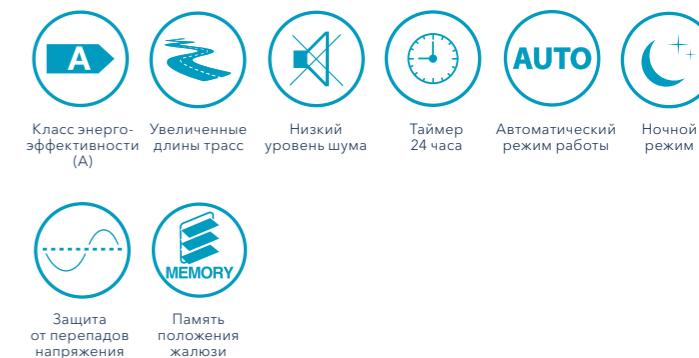 A
AUTO
Класс энерго-
эффективности
(A)
Увеличенные
длины трасс
Низкий
уровень шума
Таймер
24 часа
Автоматический
режим работы
Ночной
режим
MEMORY
Защита
от перепадов
напряжения
Память
положения
жалюзи